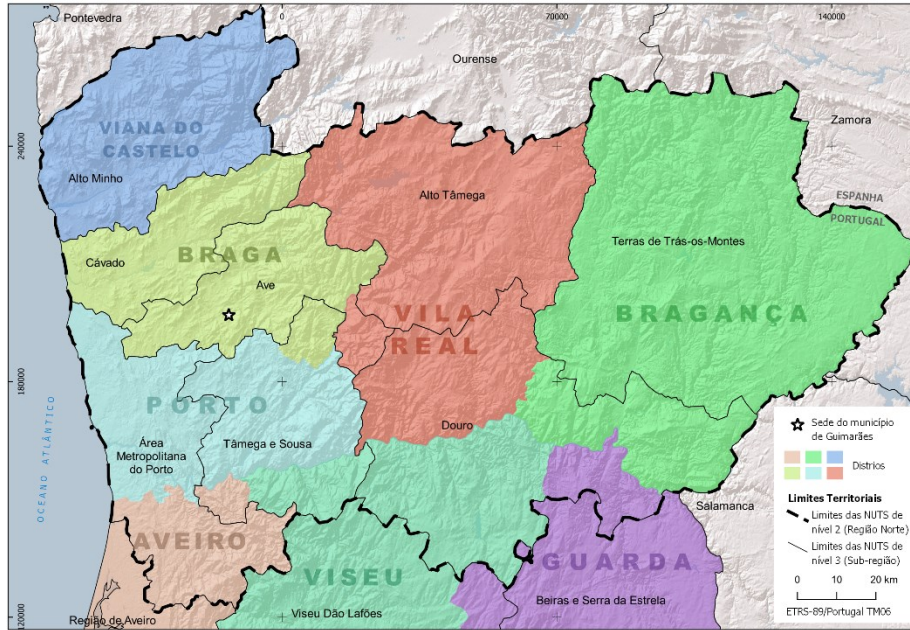 Pontevedra
0
70000
140000
Ourense
Zamora
240000
VIANA DO
CASTELO
Alto Minho
Alto Tâmega
ESPANHA
PORTUGAL
Terras de Trás-os-Montes
BRAGA
Cávado
Ave
VILA
REAL
BRAGANÇA
180000
PORTO
Área
Metropolitana
do Porto
Tâmega e Sousa
Douro
OCEANO ATLÂNTICO
Salamanca
AVEIRO
VISEU
GUARDA
Beiras e Serra da Estrela
Viseu Dão Lafões
Região de Aveiro
120000
Sede do município
de Guimarães
Distrios
Limites Territoriais
Limites das NUTS de
nível 2 (Região Norte)
Limites das NUTS de
nível 3 (Sub-região)
0 10 20 km
ETRS-89/Portugal TM06